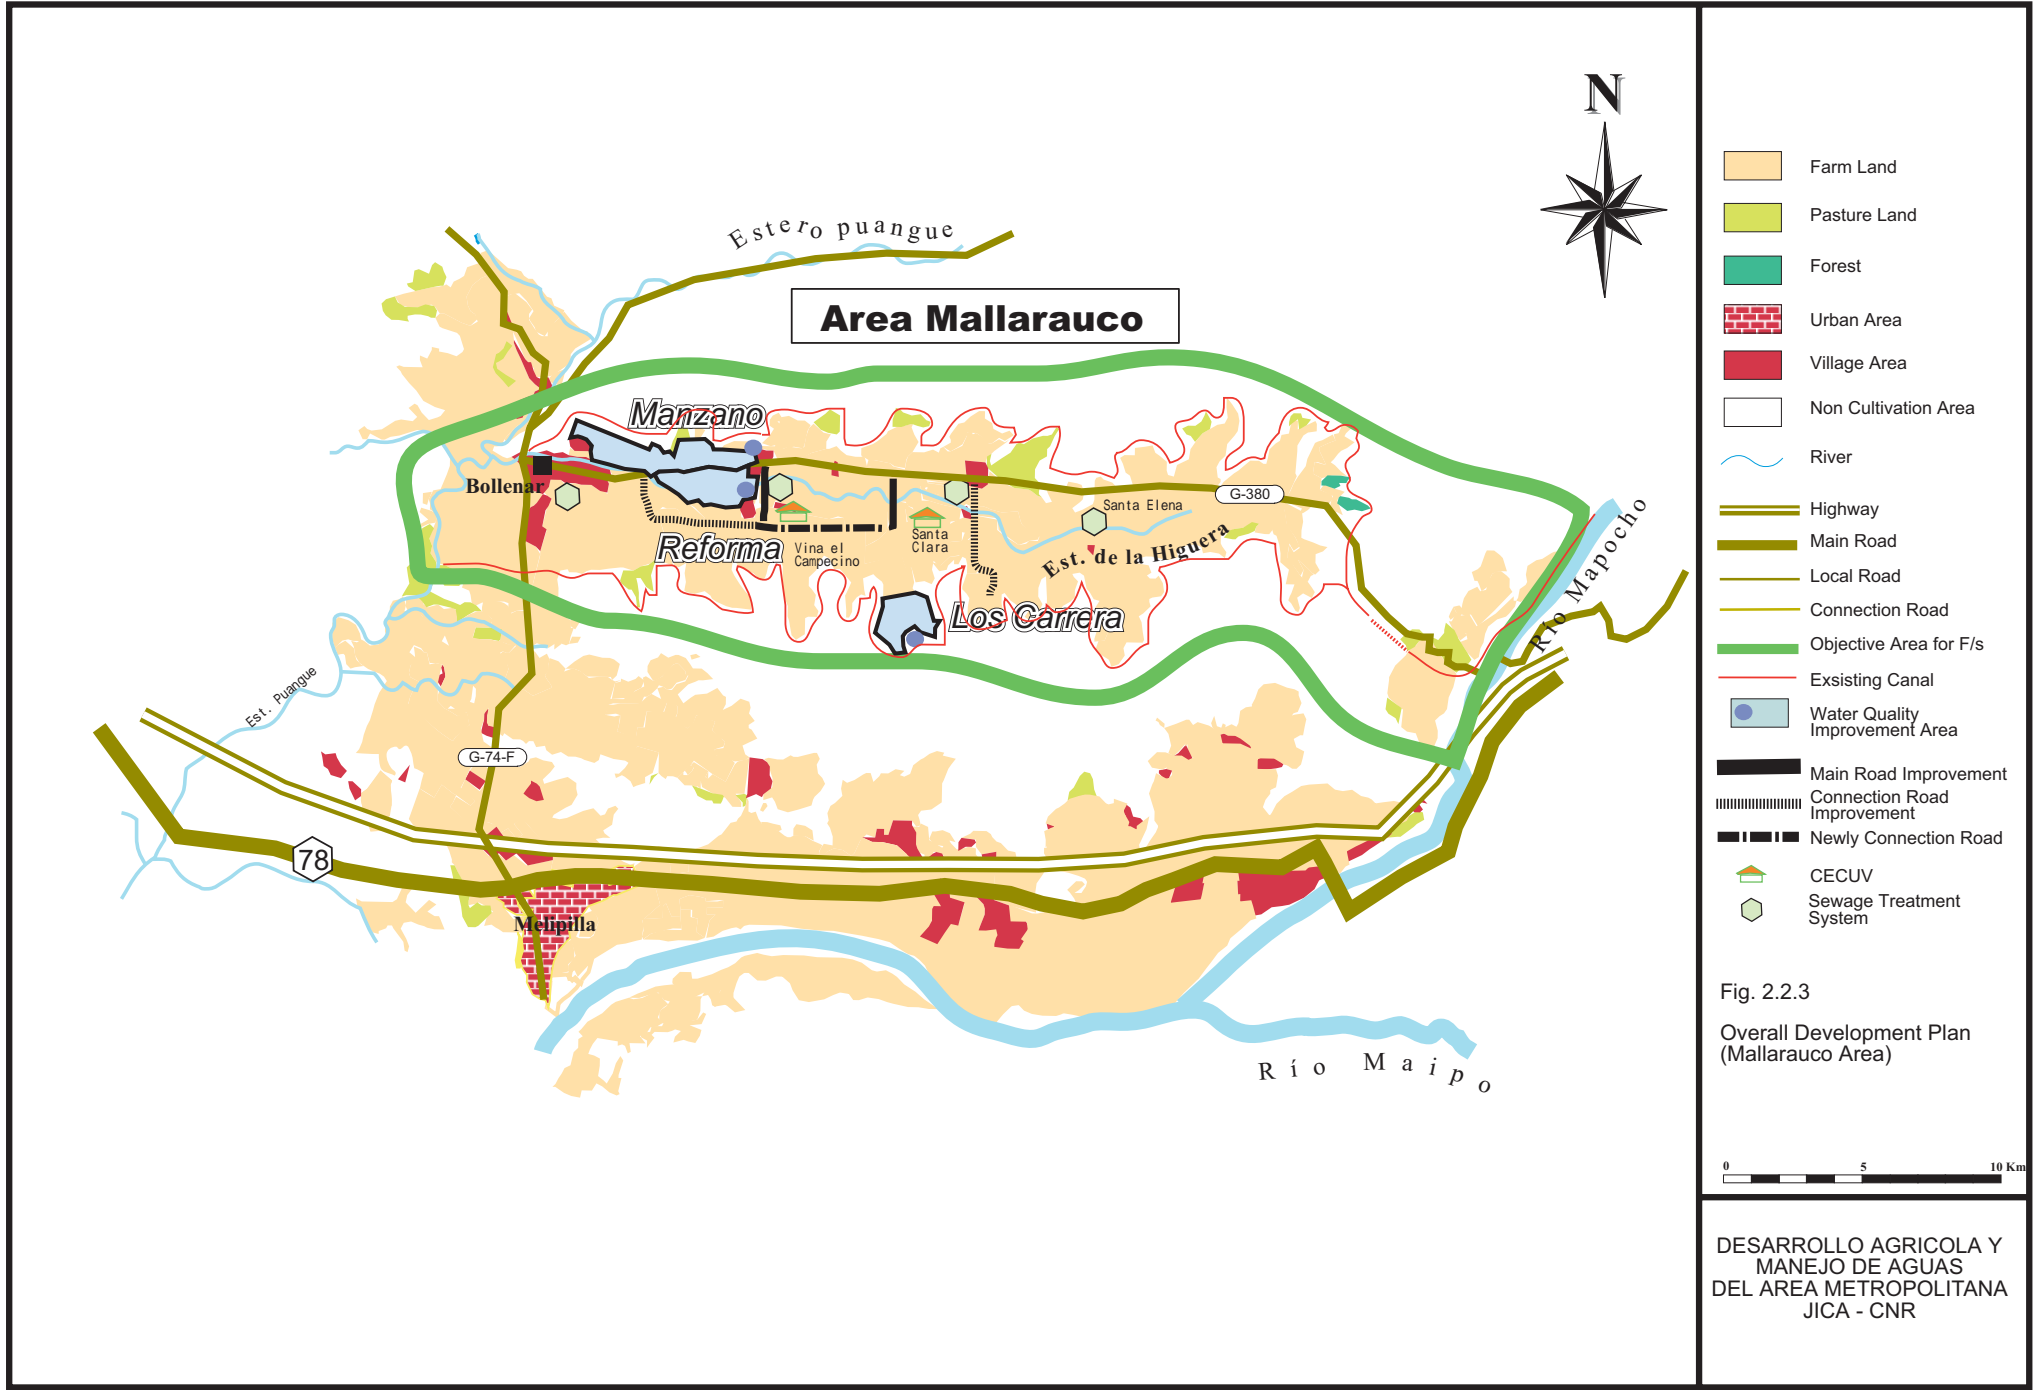 N
Estero puangue
Area Mallarauco
Manzano
Bollenar
Reforma
Vina el
Campecino
Santa
Clara
Santa Elena
G-380
Est. de la Higuera
Los Carrera
Río Mapocho
Est. Puangue
G-74-F
78
Melipilla
Río Maipo
Farm Land
Pasture Land
Forest
Urban Area
Village Area
Non Cultivation Area
River
Highway
Main Road
Local Road
Connection Road
Objective Area for F/s
Exsisting Canal
Water Quality
Improvement Area
Main Road Improvement
Connection Road
Improvement
Newly Connection Road
CECUV
Sewage Treatment
System
Fig. 2.2.3
Overall Development Plan
(Mallarauco Area)
0 5 10 Km
DESARROLLO AGRICOLA Y
MANEJO DE AGUAS
DEL AREA METROPOLITANA
JICA - CNR